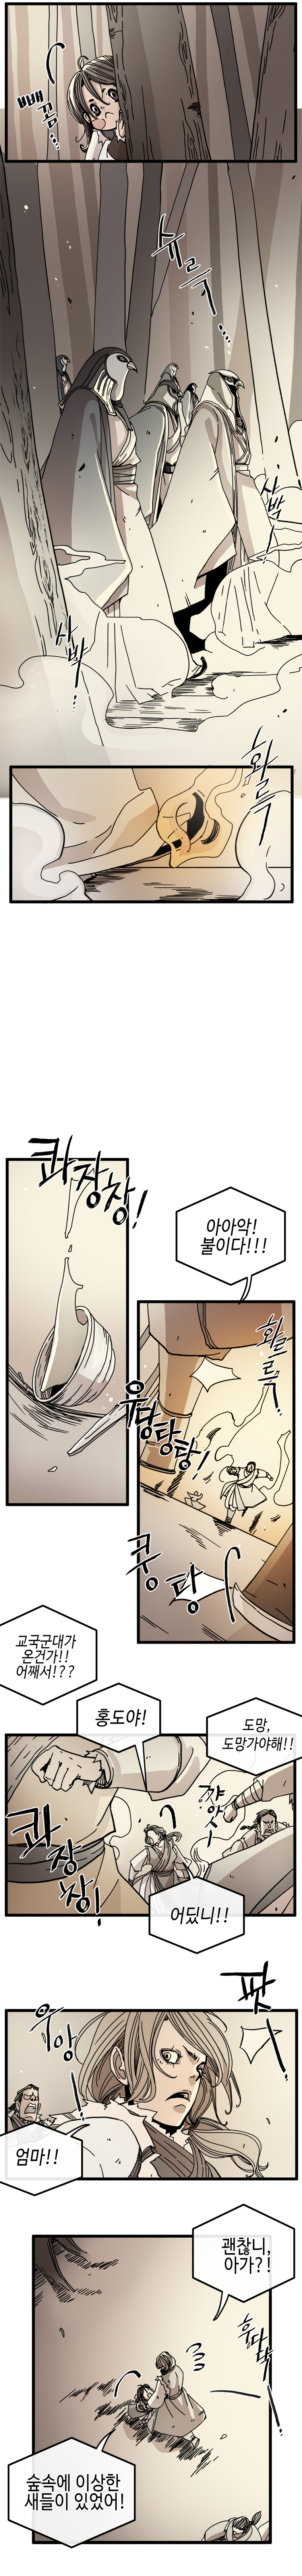 빼꼼…
슈르륵…
사박
사박…
화르륵
콰장창!
아아악!
불이다!!!
화르륵
우당탕탕!
쿵
탕
교국군대가
온건가!!
어째서!??
홍도야!
도망,
도망가야해!!
꺄앗
콰장창!
어딨니!!
팟
우앙
엄마!!
괜찮니,
아가?!
후다닥!
숲속에 이상한
새들이 있었어!